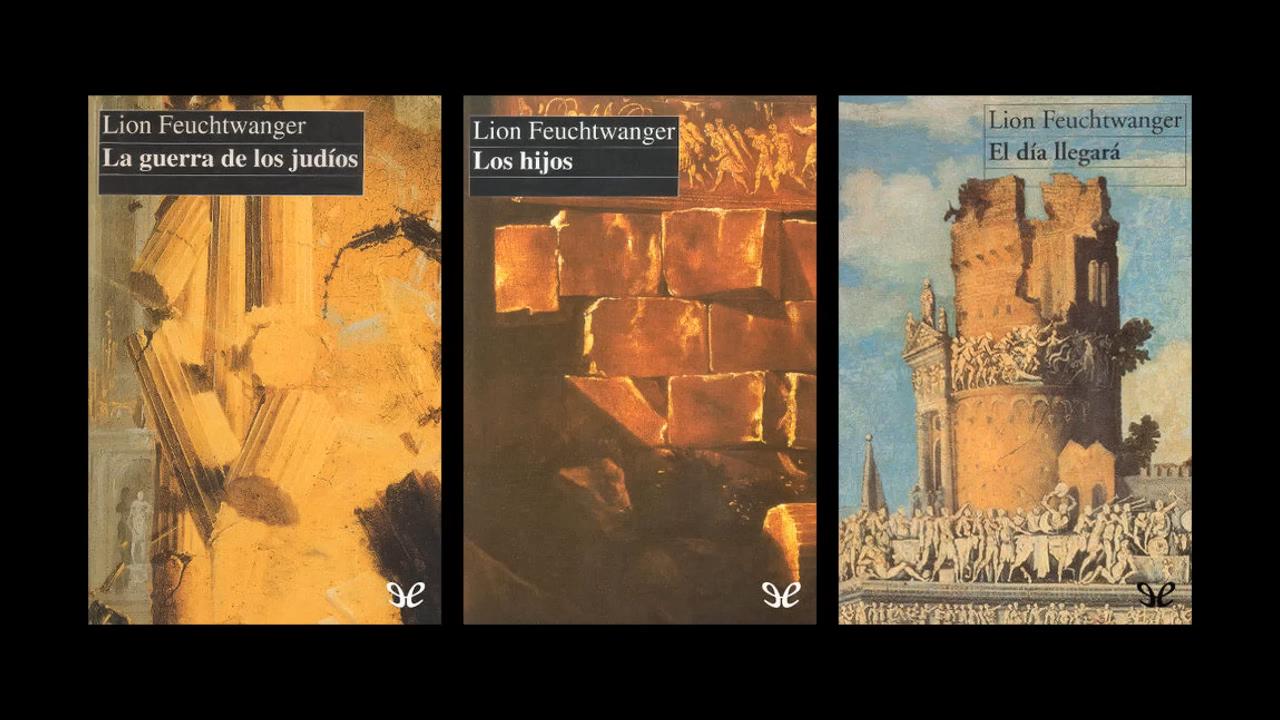 Lion Feuchtwanger
La guerra de los judíos
Lion Feuchtwanger
Los hijos
Lion Feuchtwanger
El día llegará